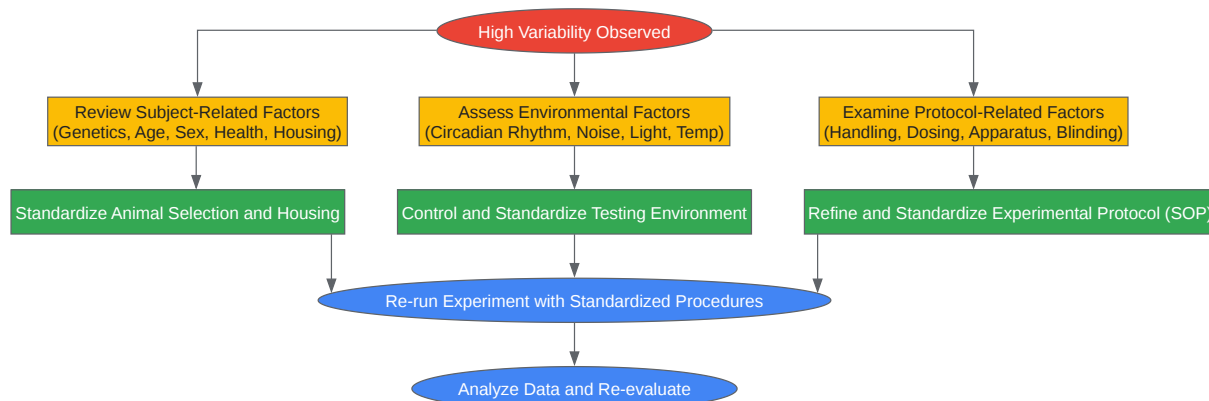 High Variability Observed
Review Subject-Related Factors
(Genetics, Age, Sex, Health, Housing)
Assess Environmental Factors
(Circadian Rhythm, Noise, Light, Temp)
Examine Protocol-Related Factors
(Handling, Dosing, Apparatus, Blinding)
Standardize Animal Selection and Housing
Control and Standardize Testing Environment
Refine and Standardize Experimental Protocol (SOP)
Re-run Experiment with Standardized Procedures
Analyze Data and Re-evaluate